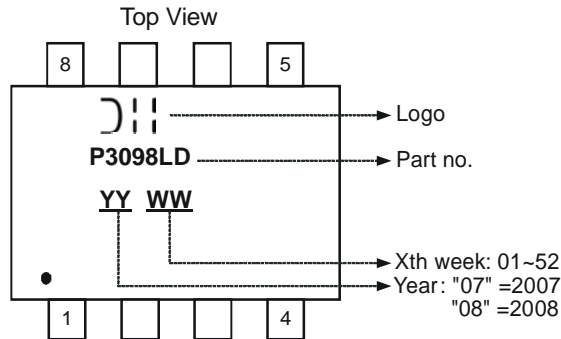 Top View
8 5
Logo
P3098LD Part no.
YY WW
Xth week: 01~52
Year: "07" =2007
"08" =2008
1 4